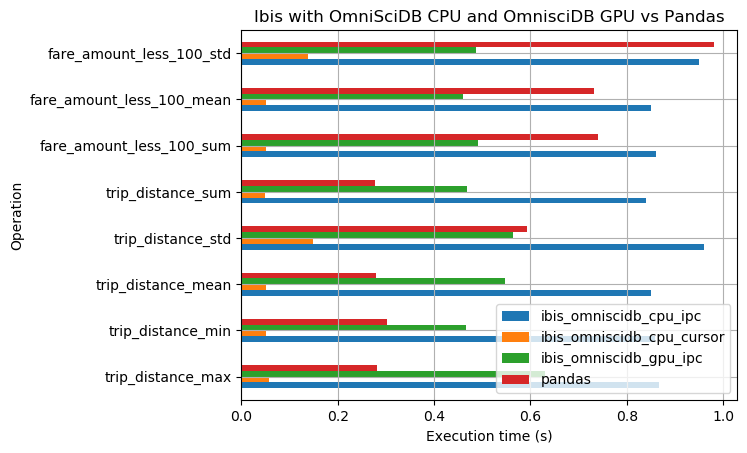 Ibis with OmniSciDB CPU and OmnisciDB GPU vs Pandas
Operation
fare_amount_less_100_std
fare_amount_less_100_mean
fare_amount_less_100_sum
trip_distance_sum
trip_distance_std
trip_distance_mean
trip_distance_min
trip_distance_max
ibis_omniscidb_cpu_ipc
ibis_omniscidb_cpu_cursor
ibis_omniscidb_gpu_ipc
pandas
0.0 0.2 0.4 0.6 0.8 1.0
Execution time (s)